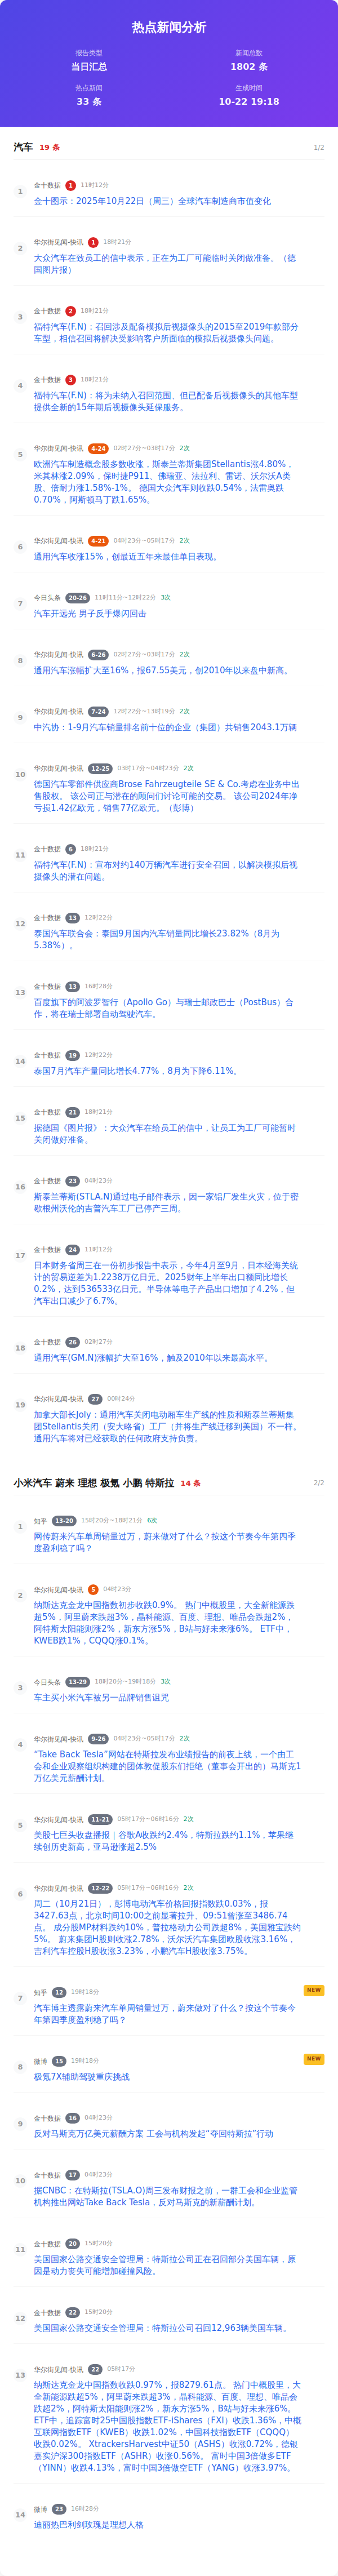 热点新闻分析
报告类型
当日汇总
新闻总数
1802 条
热点新闻
33 条
生成时间
10-22 19:18
汽车 19 条 1/2
1
金十数据 1 11时12分
金十图示：2025年10月22日（周三）全球汽车制造商市值变化
2
华尔街见闻-快讯 1 18时21分
大众汽车在致员工的信中表示，正在为工厂可能临时关闭做准备。（德
国图片报）
3
金十数据 2 18时21分
福特汽车(F.N)：召回涉及配备模拟后视摄像头的2015至2019年款部分
车型，相信召回将解决受影响客户所面临的模拟后视摄像头问题。
4
金十数据 3 18时21分
福特汽车(F.N)：将为未纳入召回范围、但已配备后视摄像头的其他车型
提供全新的15年期后视摄像头延保服务。
5
华尔街见闻-快讯 4-24 02时27分~03时17分 2次
欧洲汽车制造概念股多数收涨，斯泰兰蒂斯集团Stellantis涨4.80%，
米其林涨2.09%，保时捷P911、佛瑞亚、法拉利、雷诺、沃尔沃A类
股、倍耐力涨1.58%-1%。 德国大众汽车则收跌0.54%，法雷奥跌
0.70%，阿斯顿马丁跌1.65%。
6
华尔街见闻-快讯 4-21 04时23分~05时17分 2次
通用汽车收涨15%，创最近五年来最佳单日表现。
7
今日头条 20-26 11时11分~12时22分 3次
汽车开远光 男子反手爆闪回击
8
华尔街见闻-快讯 6-26 02时27分~03时17分 2次
通用汽车涨幅扩大至16%，报67.55美元，创2010年以来盘中新高。
9
华尔街见闻-快讯 7-24 12时22分~13时19分 2次
中汽协：1-9月汽车销量排名前十位的企业（集团）共销售2043.1万辆
10
华尔街见闻-快讯 12-25 03时17分~04时23分 2次
德国汽车零部件供应商Brose Fahrzeugteile SE & Co.考虑在业务中出
售股权。 该公司正与潜在的顾问们讨论可能的交易。 该公司2024年净
亏损1.42亿欧元，销售77亿欧元。（彭博）
11
金十数据 6 18时21分
福特汽车(F.N)：宣布对约140万辆汽车进行安全召回，以解决模拟后视
摄像头的潜在问题。
12
金十数据 13 12时22分
泰国汽车联合会：泰国9月国内汽车销量同比增长23.82%（8月为
5.38%）。
13
金十数据 13 16时28分
百度旗下的阿波罗智行（Apollo Go）与瑞士邮政巴士（PostBus）合
作，将在瑞士部署自动驾驶汽车。
14
金十数据 19 12时22分
泰国7月汽车产量同比增长4.77%，8月为下降6.11%。
15
华尔街见闻-快讯 21 18时21分
据德国《图片报》：大众汽车在给员工的信中，让员工为工厂可能暂时
关闭做好准备。
16
金十数据 23 04时23分
斯泰兰蒂斯(STLA.N)通过电子邮件表示，因一家铝厂发生火灾，位于密
歇根州沃伦的吉普汽车工厂已停产三周。
17
金十数据 24 11时12分
日本财务省周三在一份初步报告中表示，今年4月至9月，日本经海关统
计的贸易逆差为1.2238万亿日元。2025财年上半年出口额同比增长
0.2%，达到536533亿日元。半导体等电子产品出口增加了4.2%，但
汽车出口减少了6.7%。
18
金十数据 26 02时27分
通用汽车(GM.N)涨幅扩大至16%，触及2010年以来最高水平。
19
华尔街见闻-快讯 27 00时24分
加拿大部长Joly：通用汽车关闭电动厢车生产线的性质和斯泰兰蒂斯集
团Stellantis关闭（安大略省）工厂（并将生产线迁移到美国）不一样。
通用汽车将对已经获取的任何政府支持负责。
小米汽车 蔚来 理想 极氪 小鹏 特斯拉 14 条 2/2
1
知乎 13-20 15时20分~18时21分 6次
网传蔚来汽车单周销量过万，蔚来做对了什么？按这个节奏今年第四季
度盈利稳了吗？
2
华尔街见闻-快讯 5 04时23分
纳斯达克金龙中国指数初步收跌0.9%。 热门中概股里，大全新能源跌
超5%，阿里蔚来跌超3%，晶科能源、百度、理想、唯品会跌超2%，
阿特斯太阳能则涨2%，新东方涨5%，B站与好未来涨6%。 ETF中，
KWEB跌1%，CQQQ涨0.1%。
3
今日头条 13-29 18时20分~19时18分 3次
车主买小米汽车被另一品牌销售诅咒
4
华尔街见闻-快讯 9-26 04时23分~05时17分 2次
“Take Back Tesla”网站在特斯拉发布业绩报告的前夜上线，一个由工
会和企业观察组织构建的团体敦促股东们拒绝（董事会开出的）马斯克1
万亿美元薪酬计划。
5
华尔街见闻-快讯 11-21 05时17分~06时16分 2次
美股七巨头收盘播报｜谷歌A收跌约2.4%，特斯拉跌约1.1%，苹果继
续创历史新高，亚马逊涨超2.5%
6
华尔街见闻-快讯 12-22 05时17分~06时16分 2次
周二（10月21日），彭博电动汽车价格回报指数跌0.03%，报
3427.63点，北京时间10:00之前显著拉升、09:51曾涨至3486.74
点。 成分股MP材料跌约10%，普拉格动力公司跌超8%，美国雅宝跌约
5%。 蔚来集团H股则收涨2.78%，沃尔沃汽车集团欧股收涨3.16%，
吉利汽车控股H股收涨3.23%，小鹏汽车H股收涨3.75%。
7
知乎 12 19时18分 NEW
汽车博主透露蔚来汽车单周销量过万，蔚来做对了什么？按这个节奏今
年第四季度盈利稳了吗？
8
微博 15 19时18分 NEW
极氪7X辅助驾驶重庆挑战
9
金十数据 16 04时23分
反对马斯克万亿美元薪酬方案 工会与机构发起“夺回特斯拉”行动
10
金十数据 17 04时23分
据CNBC：在特斯拉(TSLA.O)周三发布财报之前，一群工会和企业监管
机构推出网站Take Back Tesla，反对马斯克的新薪酬计划。
11
金十数据 20 15时20分
美国国家公路交通安全管理局：特斯拉公司正在召回部分美国车辆，原
因是动力丧失可能增加碰撞风险。
12
金十数据 22 15时20分
美国国家公路交通安全管理局：特斯拉公司召回12,963辆美国车辆。
13
华尔街见闻-快讯 22 05时17分
纳斯达克金龙中国指数收跌0.97%，报8279.61点。 热门中概股里，大
全新能源跌超5%，阿里蔚来跌超3%，晶科能源、百度、理想、唯品会
跌超2%，阿特斯太阳能则涨2%，新东方涨5%，B站与好未来涨6%。
ETF中，追踪富时25中国股指数ETF-iShares（FXI）收跌1.36%，中概
互联网指数ETF（KWEB）收跌1.02%，中国科技指数ETF（CQQQ）
收跌0.02%。 XtrackersHarvest中证50（ASHS）收涨0.72%，德银
嘉实沪深300指数ETF（ASHR）收涨0.56%。 富时中国3倍做多ETF
（YINN）收跌4.13%，富时中国3倍做空ETF（YANG）收涨3.97%。
14
微博 23 16时28分
迪丽热巴利剑玫瑰是理想人格